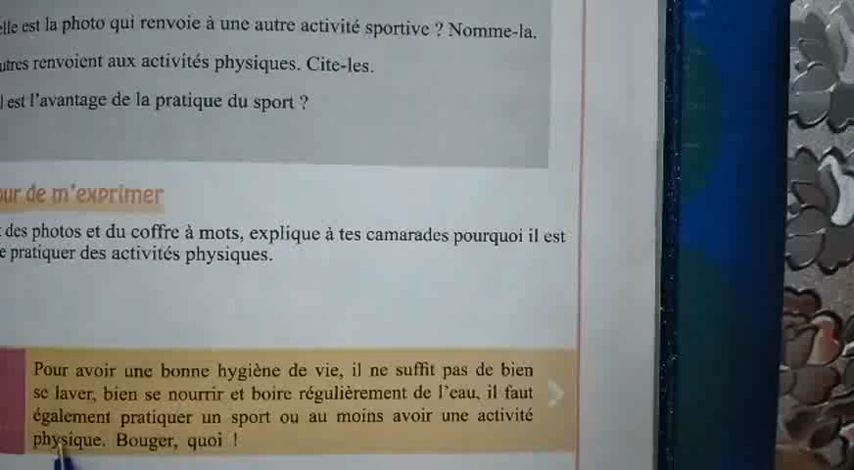 est la photo qui renvoie à une autre activité sportive ? Nomme-la.
renvoient aux activités physiques. Cite-les.
est l'avantage de la pratique du sport ?
de m'exprimer
des photos et du coffre à mots, explique à tes camarades pourquoi il est
pratiquer des activités physiques.
Pour avoir une bonne hygiène de vie, il ne suffit pas de bien
se laver, bien se nourrir et boire régulièrement de l'eau, il faut
également pratiquer un sport ou au moins avoir une activité
physique. Bouger, quoi !